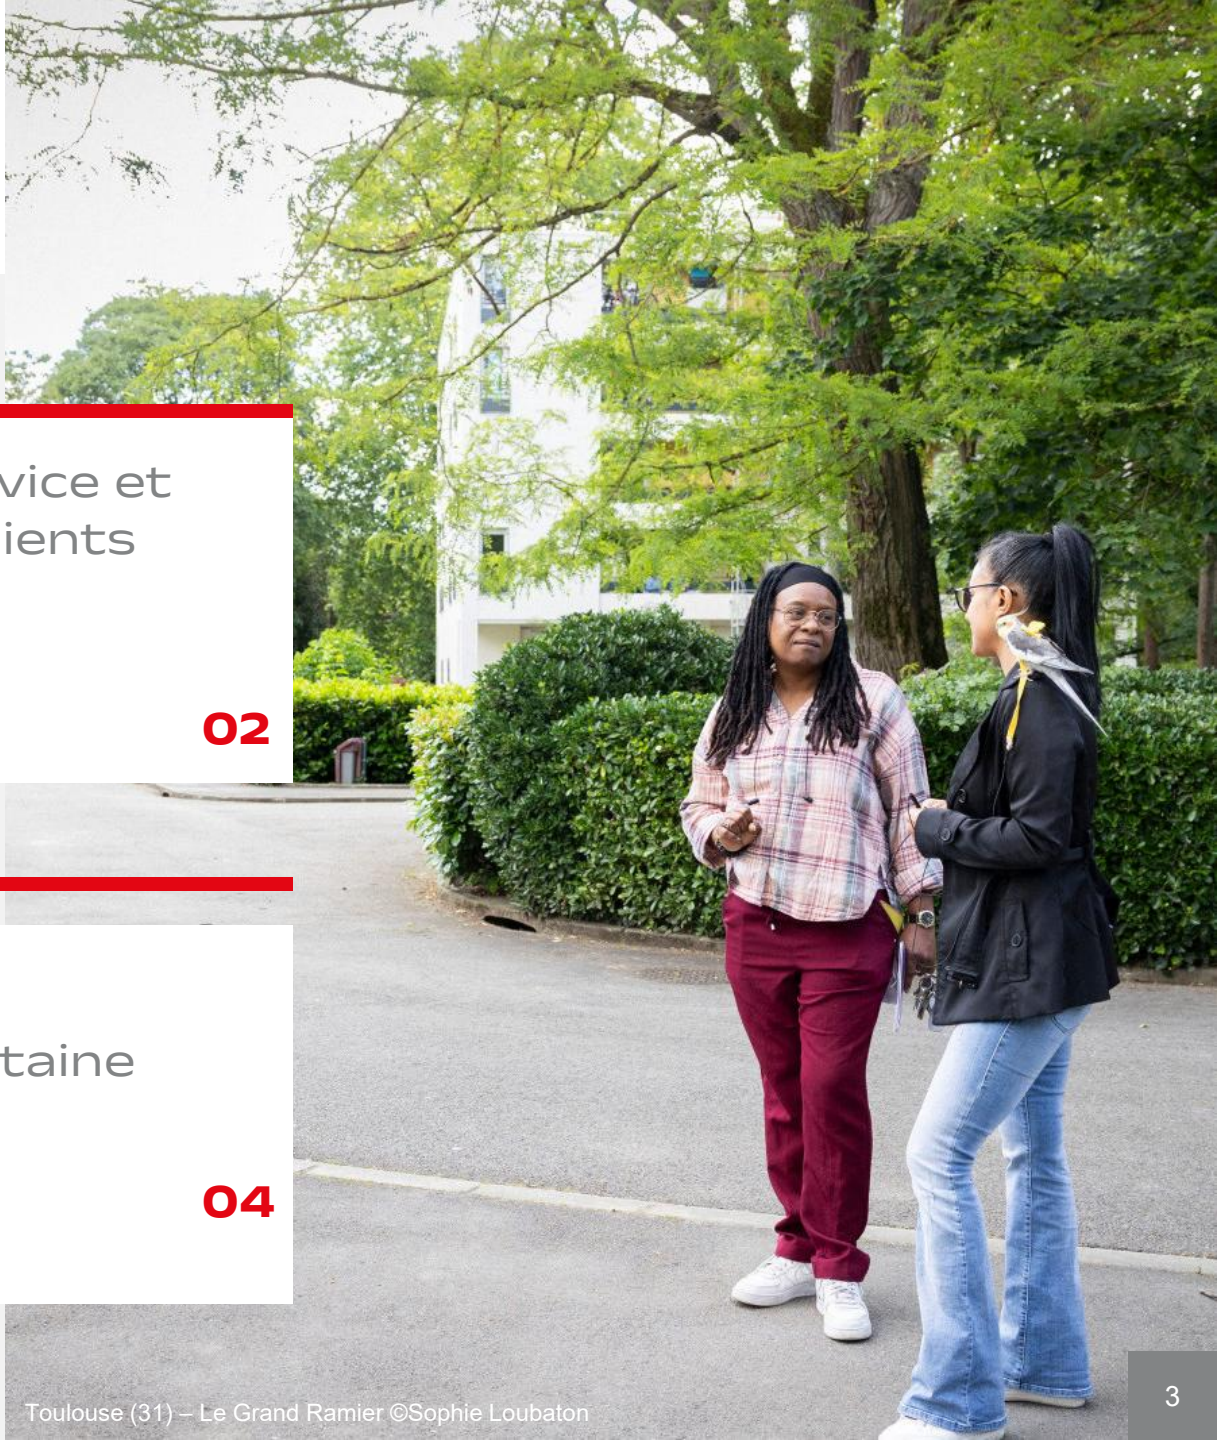 vice et
ients
02
taine
04
Toulouse (31) – Le Grand Ramier ©Sophie Loubaton
3